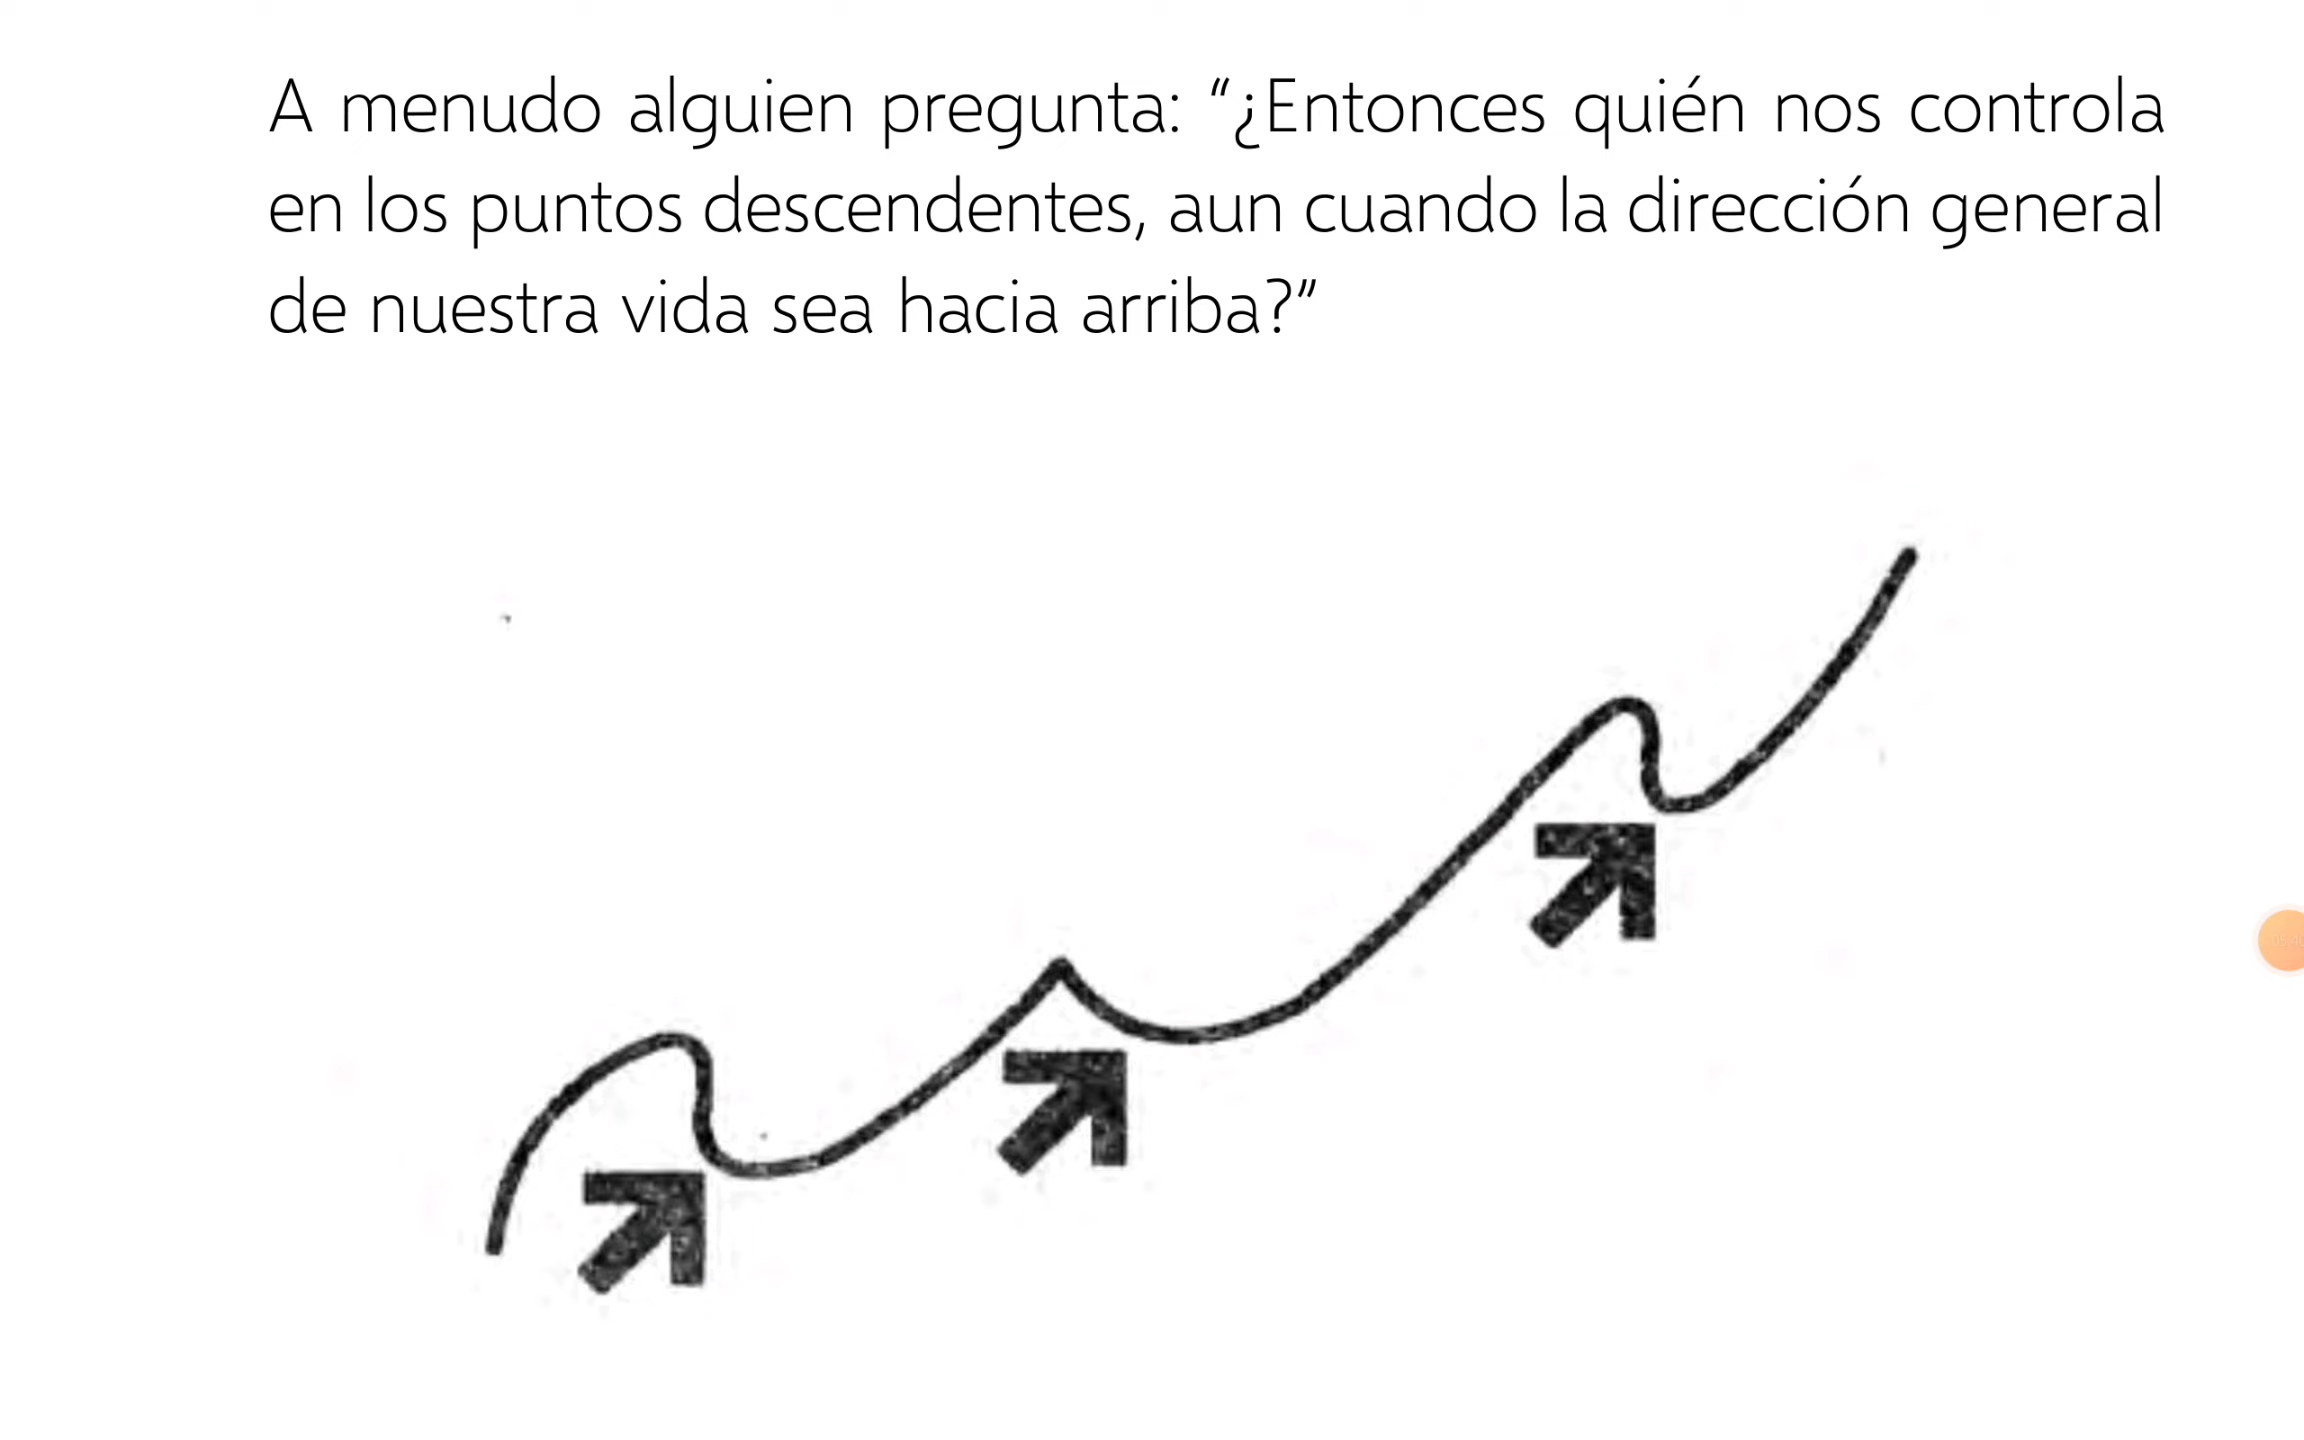 A menudo alguien pregunta: “¿Entonces quién nos controla
en los puntos descendentes, aun cuando la dirección general
de nuestra vida sea hacia arriba?”